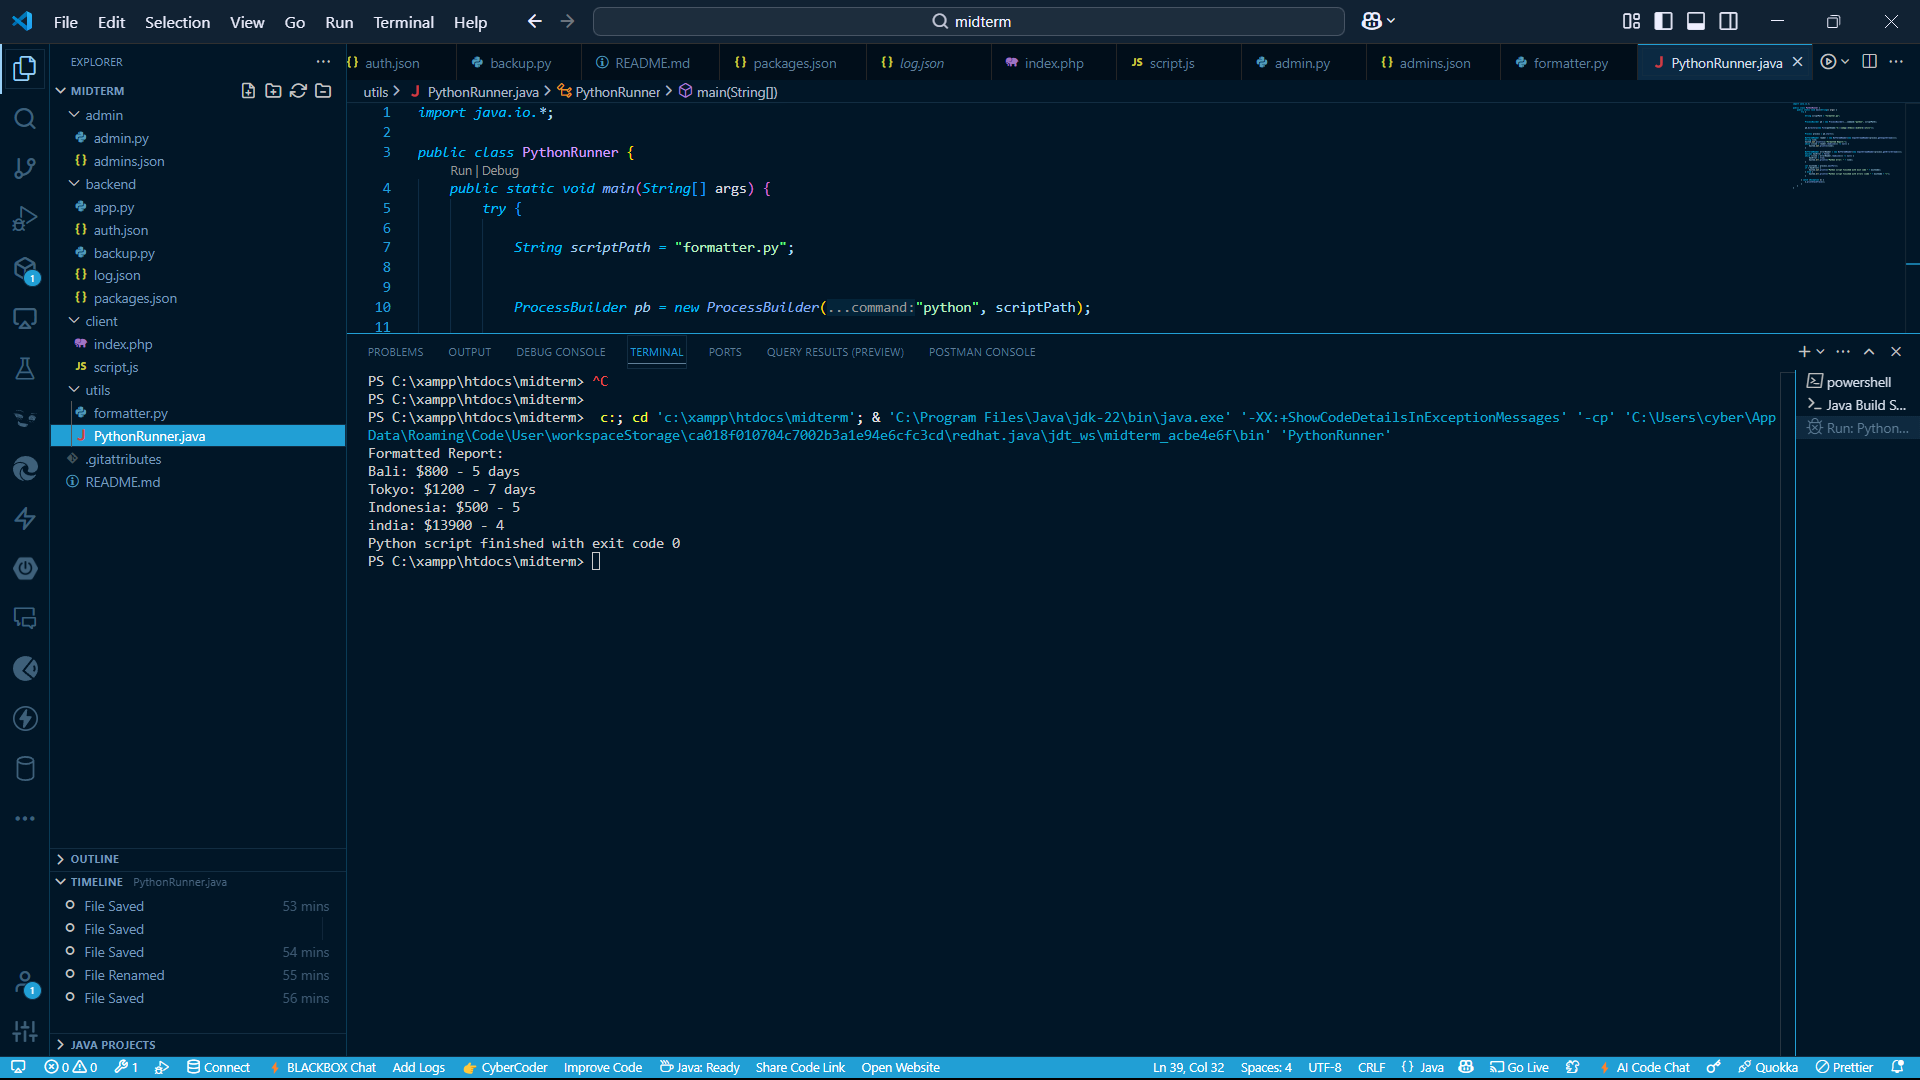 File Edit Selection View Go Run Terminal Help
midterm
EXPLORER
MIDTERM
admin
admin.py
admins.json
backend
app.py
auth.json
backup.py
log.json
packages.json
client
index.php
script.js
utils
formatter.py
PythonRunner.java
.gitattributes
README.md
OUTLINE
TIMELINE PythonRunner.java
File Saved 53 mins
File Saved
File Saved 54 mins
File Renamed 55 mins
File Saved 56 mins
JAVA PROJECTS
auth.json backup.py README.md packages.json log.json index.php script.js admin.py admins.json formatter.py PythonRunner.java
utils > PythonRunner.java > PythonRunner > main(String[])
1 import java.io.*;
2
3 public class PythonRunner {
Run | Debug
4 public static void main(String[] args) {
5 try {
6
7 String scriptPath = "formatter.py";
8
9
10 ProcessBuilder pb = new ProcessBuilder(...command:"python", scriptPath);
11
PROBLEMS OUTPUT DEBUG CONSOLE TERMINAL PORTS QUERY RESULTS (PREVIEW) POSTMAN CONSOLE
PS C:\xampp\htdocs\midterm> ^C
PS C:\xampp\htdocs\midterm>
PS C:\xampp\htdocs\midterm> c:; cd 'c:\xampp\htdocs\midterm'; & 'C:\Program Files\Java\jdk-22\bin\java.exe' '-XX:+ShowCodeDetailsInExceptionMessages' '-cp' 'C:\Users\cyber\App
Data\Roaming\Code\User\workspaceStorage\ca018f010704c7002b3a1e94e6cfc3cd\redhat.java\jdt_ws\midterm_acbe4e6f\bin' 'PythonRunner'
Formatted Report:
Bali: $800 - 5 days
Tokyo: $1200 - 7 days
Indonesia: $500 - 5
india: $13900 - 4
Python script finished with exit code 0
PS C:\xampp\htdocs\midterm>
powershell
Java Build S...
Run: Python...
1
1
0 0 1 Connect BLACKBOX Chat Add Logs CyberCoder Improve Code Java: Ready Share Code Link Open Website Ln 39, Col 32 Spaces: 4 UTF-8 CRLF {} Java Go Live AI Code Chat Quokka Prettier